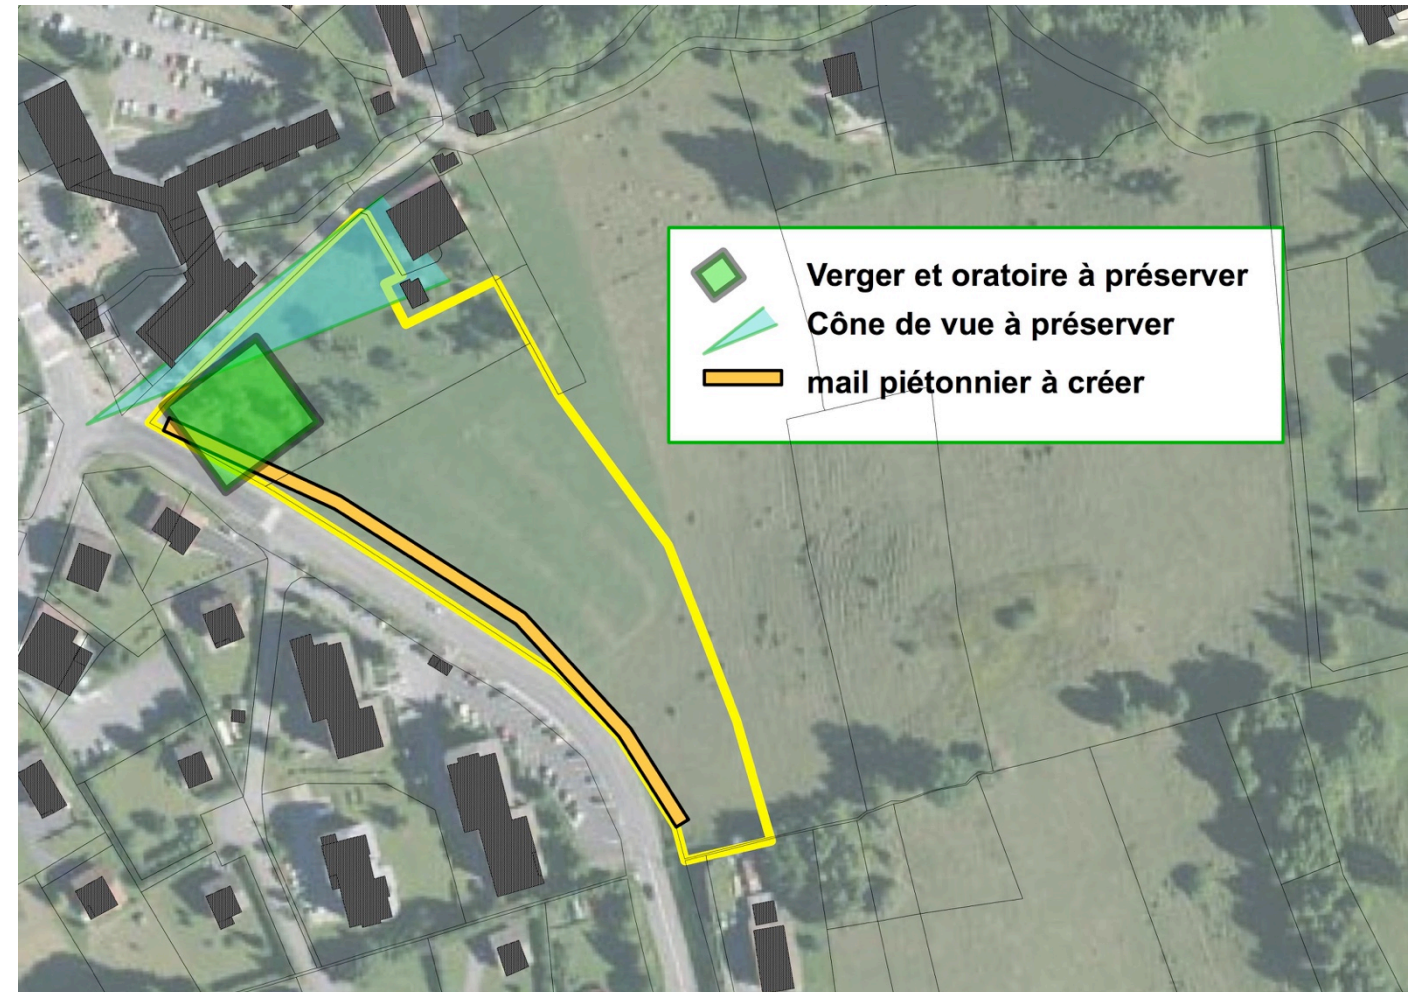 Verger et oratoire à préserver
Cône de vue à préserver
mail piétonnier à créer